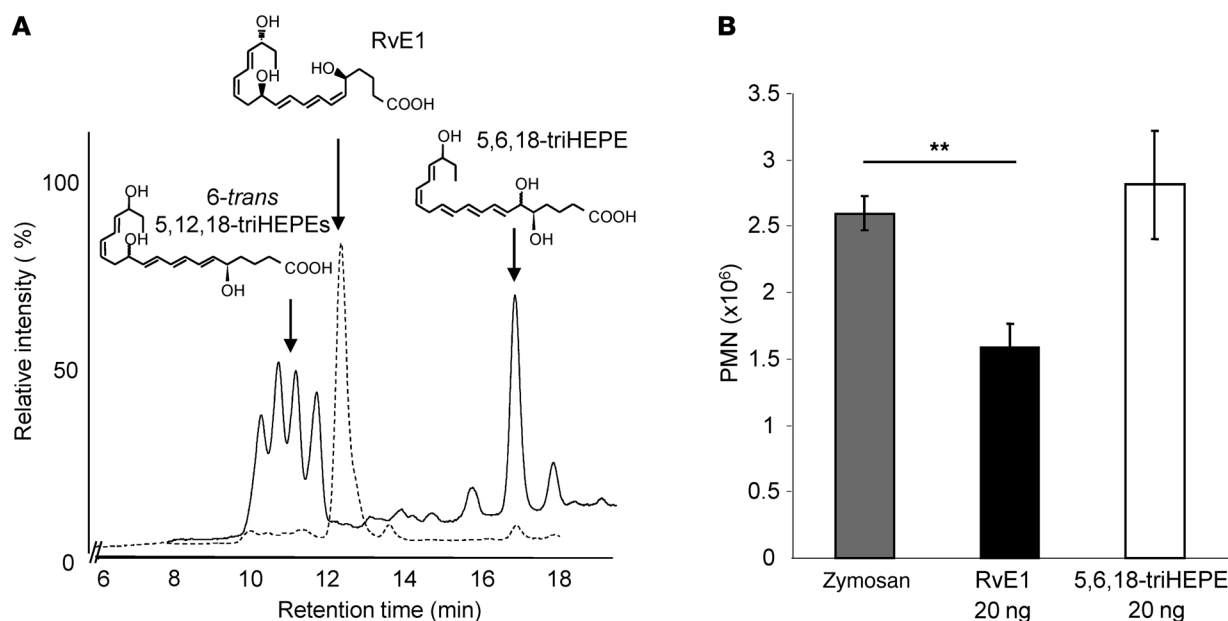 A
OH
RvE1
OH
HO
COOH
5,6,18-triHEPE
OH
OH
COOH
OH
6-trans
5,12,18-triHEPEs
OH
OH
COOH
OH
100
50
0
Relative intensity ( %)
6 8 10 12 14 16 18
Retention time (min)
B
3.5
3
2.5
2
1.5
1
0.5
0
PMN (x10⁶)
**
Zymosan RvE1 5,6,18-triHEPE
20 ng 20 ng